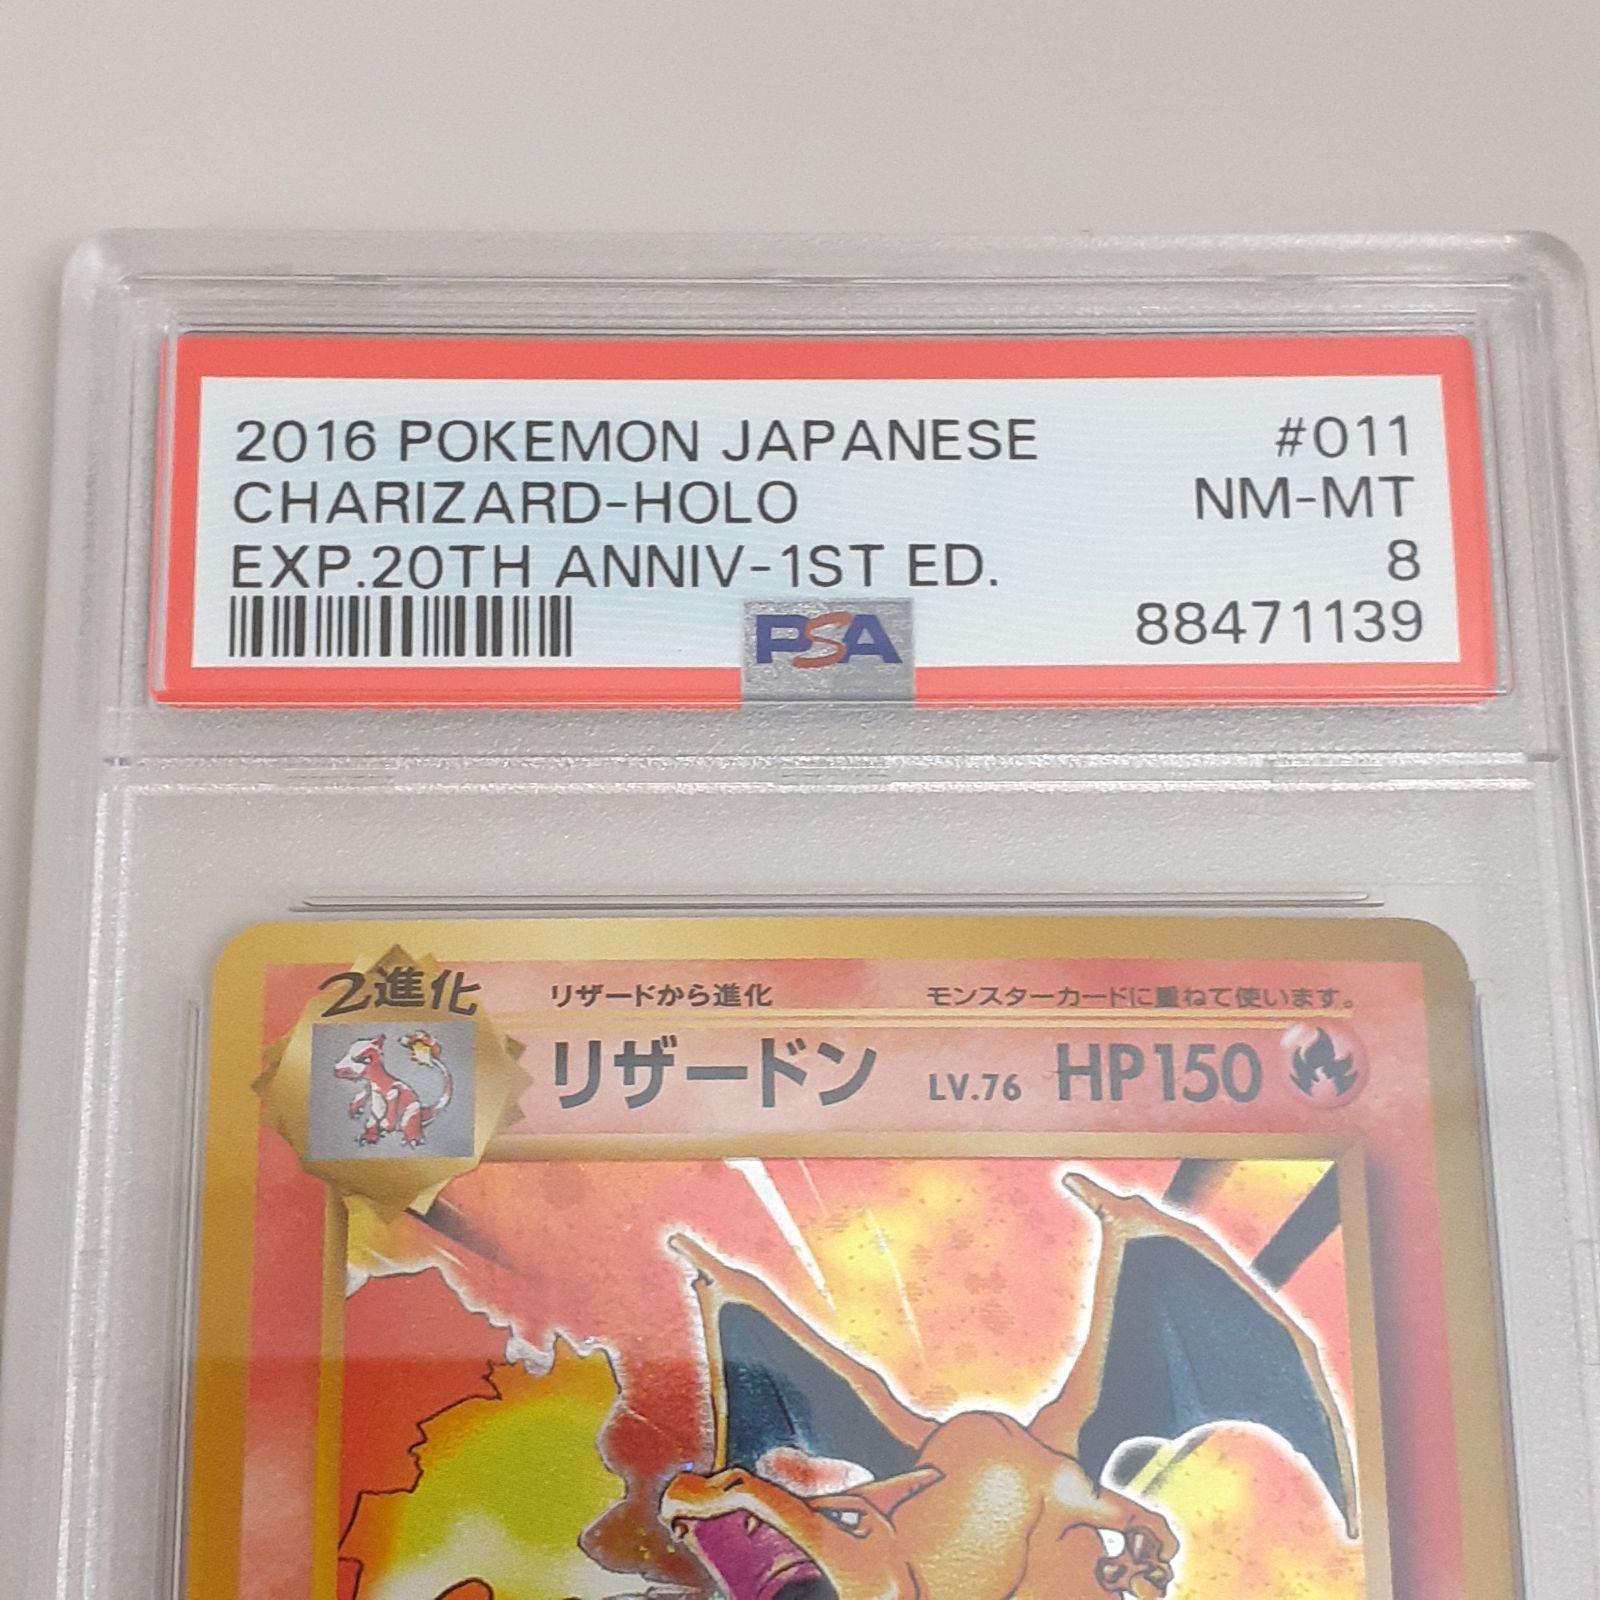 2016 POKEMON JAPANESE #011
CHARIZARD-HOLO NM-MT
EXP.20TH ANNIV-1ST ED. 8
PSA 88471139
2進化 リザードから進化 モンスターカードに重ねて使います。
リザードン LV.76 HP150